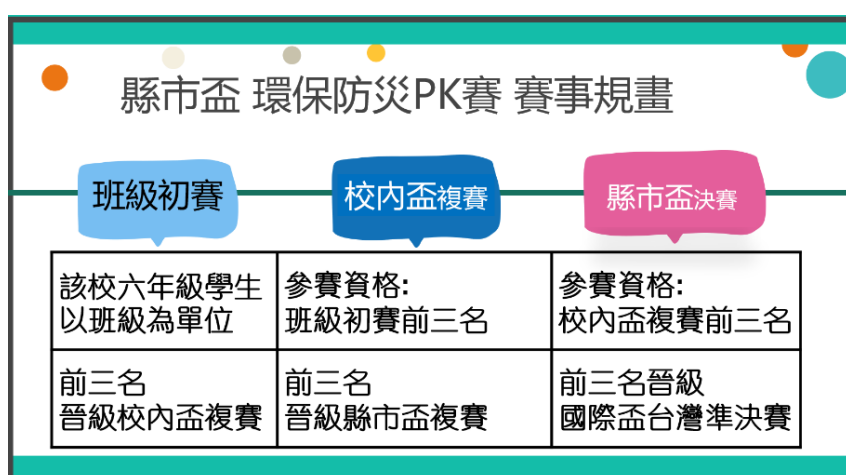 縣市盃 環保防災PK賽 賽事規畫
班級初賽
校內盃複賽
縣市盃決賽
該校六年級學生
以班級為單位
參賽資格:
班級初賽前三名
參賽資格:
校內盃複賽前三名
前三名
晉級校內盃複賽
前三名
晉級縣市盃複賽
前三名晉級
國際盃台灣準決賽